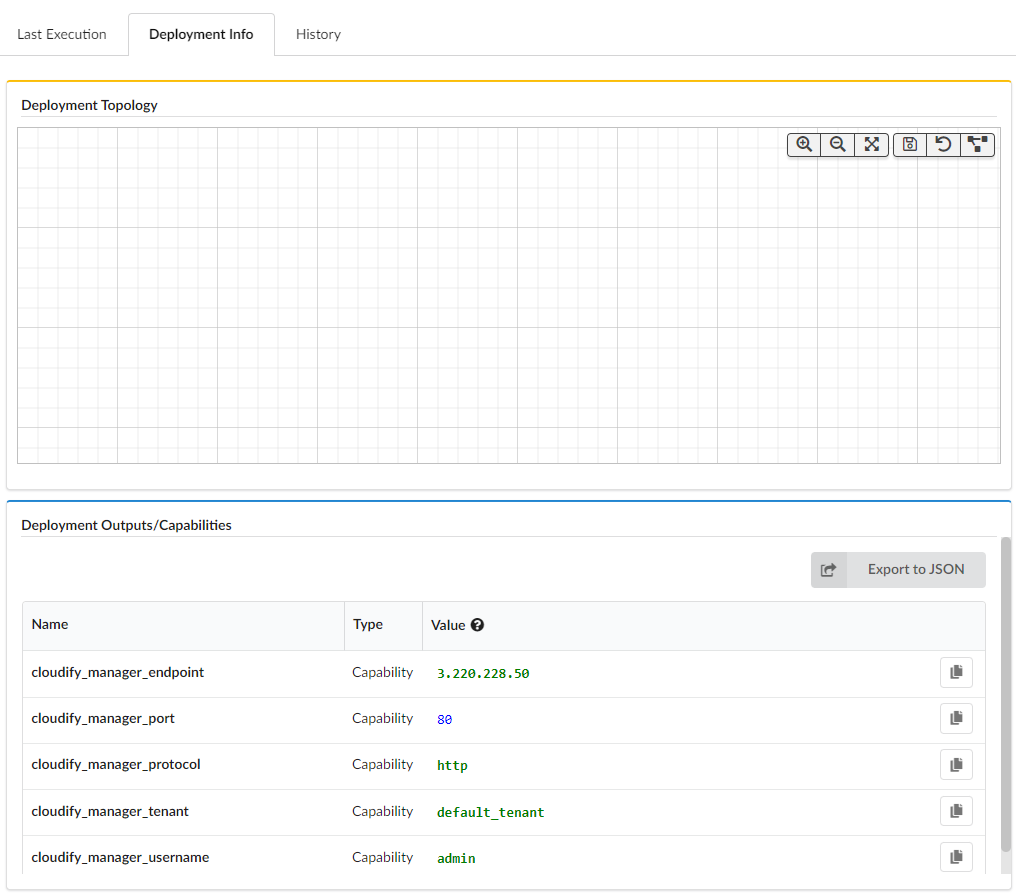 Last Execution Deployment Info History
Deployment Topology
Deployment Outputs/Capabilities
Export to JSON
Name Type Value
cloudify_manager_endpoint Capability 3.220.228.50
cloudify_manager_port Capability 80
cloudify_manager_protocol Capability http
cloudify_manager_tenant Capability default_tenant
cloudify_manager_username Capability admin